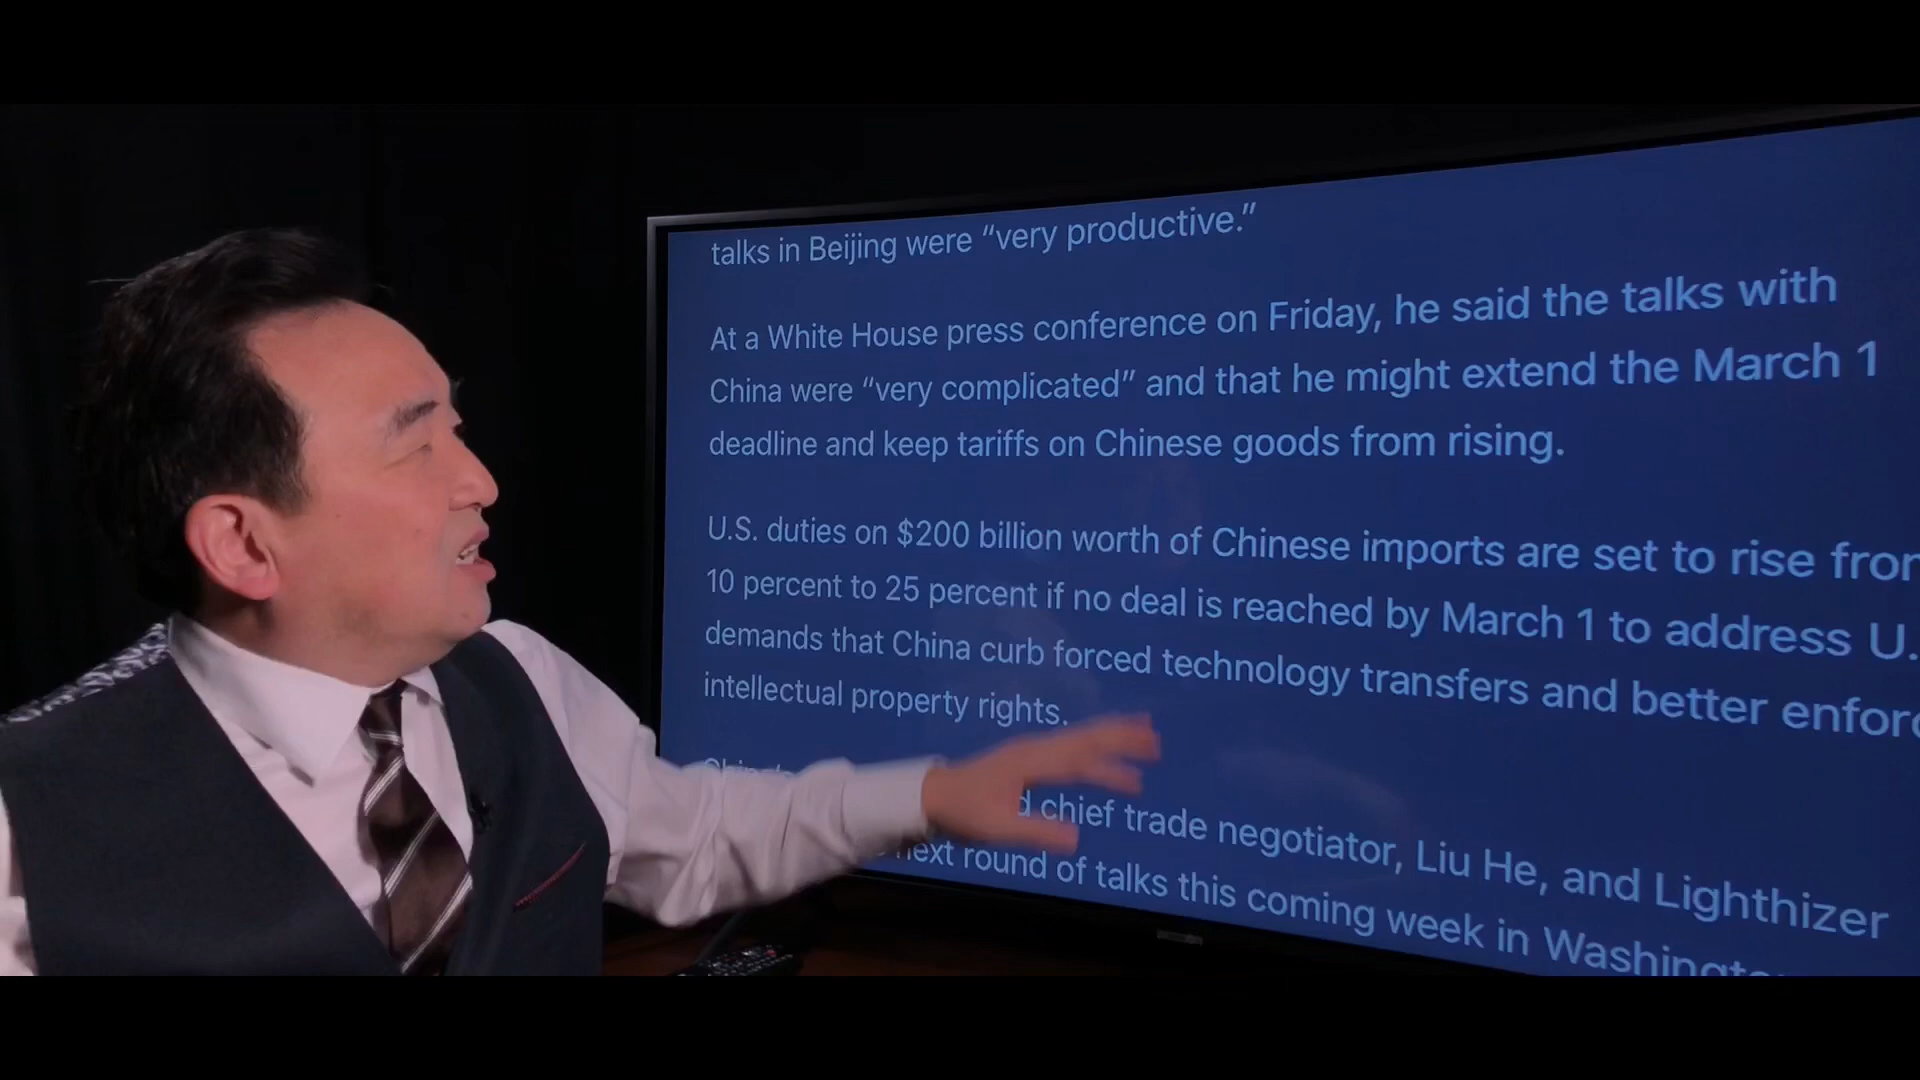 talks in Beijing were “very productive.”
At a White House press conference on Friday, he said the talks with
China were “very complicated” and that he might extend the March 1
deadline and keep tariffs on Chinese goods from rising.
U.S. duties on $200 billion worth of Chinese imports are set to rise from
10 percent to 25 percent if no deal is reached by March 1 to address U.
demands that China curb forced technology transfers and better enforc
intellectual property rights.
China's
chief trade negotiator, Liu He, and Lighthizer
next round of talks this coming week in Washington